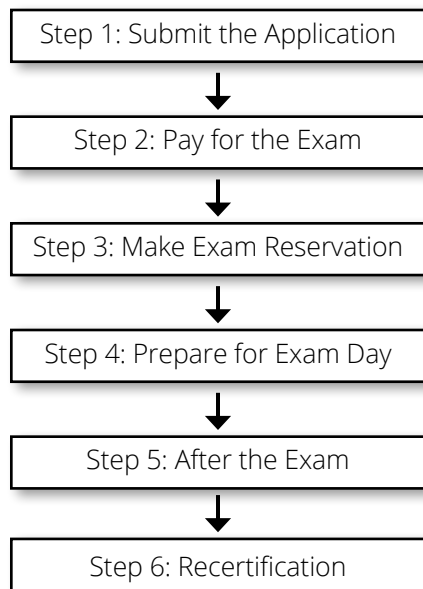 Step 1: Submit the Application
Step 2: Pay for the Exam
Step 3: Make Exam Reservation
Step 4: Prepare for Exam Day
Step 5: After the Exam
Step 6: Recertification